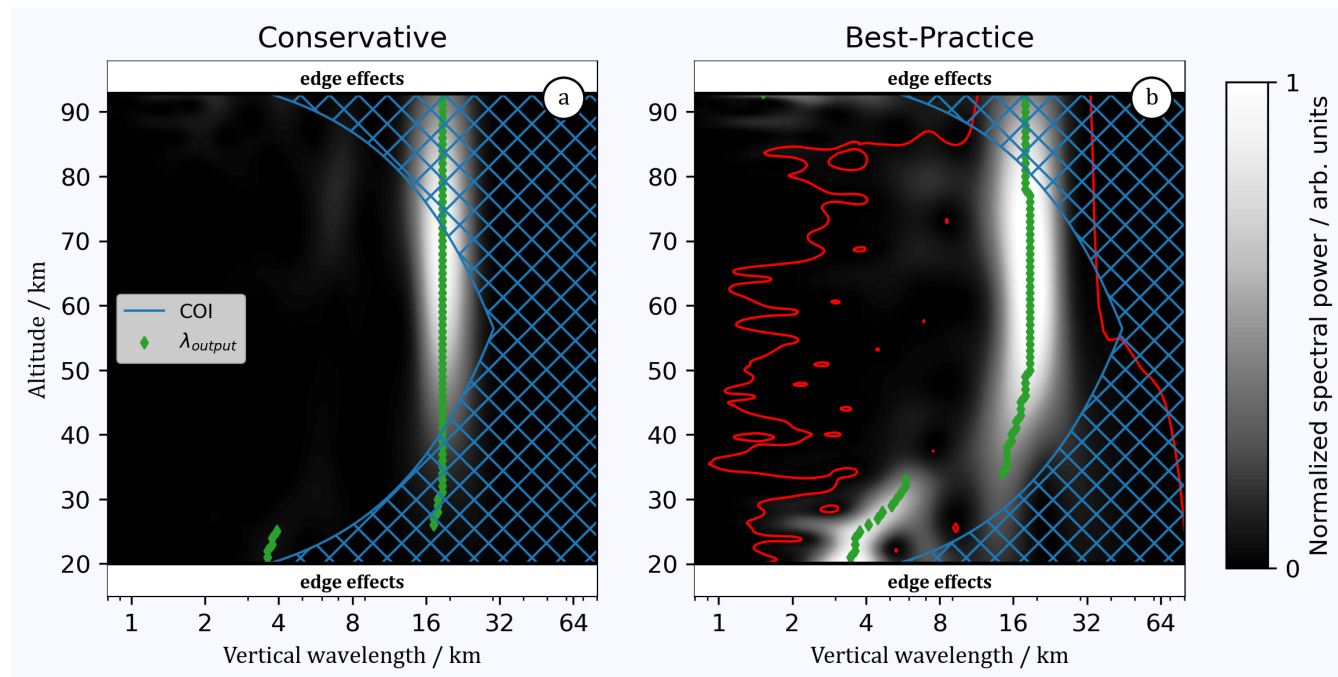 Conservative
Best-Practice
edge effects
edge effects
a
b
90
80
70
60
50
40
30
20
Altitude / km
COI
λoutput
90
80
70
60
50
40
30
20
1
0
Normalized spectral power / arb. units
edge effects
edge effects
1 2 4 8 16 32 64
1 2 4 8 16 32 64
Vertical wavelength / km
Vertical wavelength / km